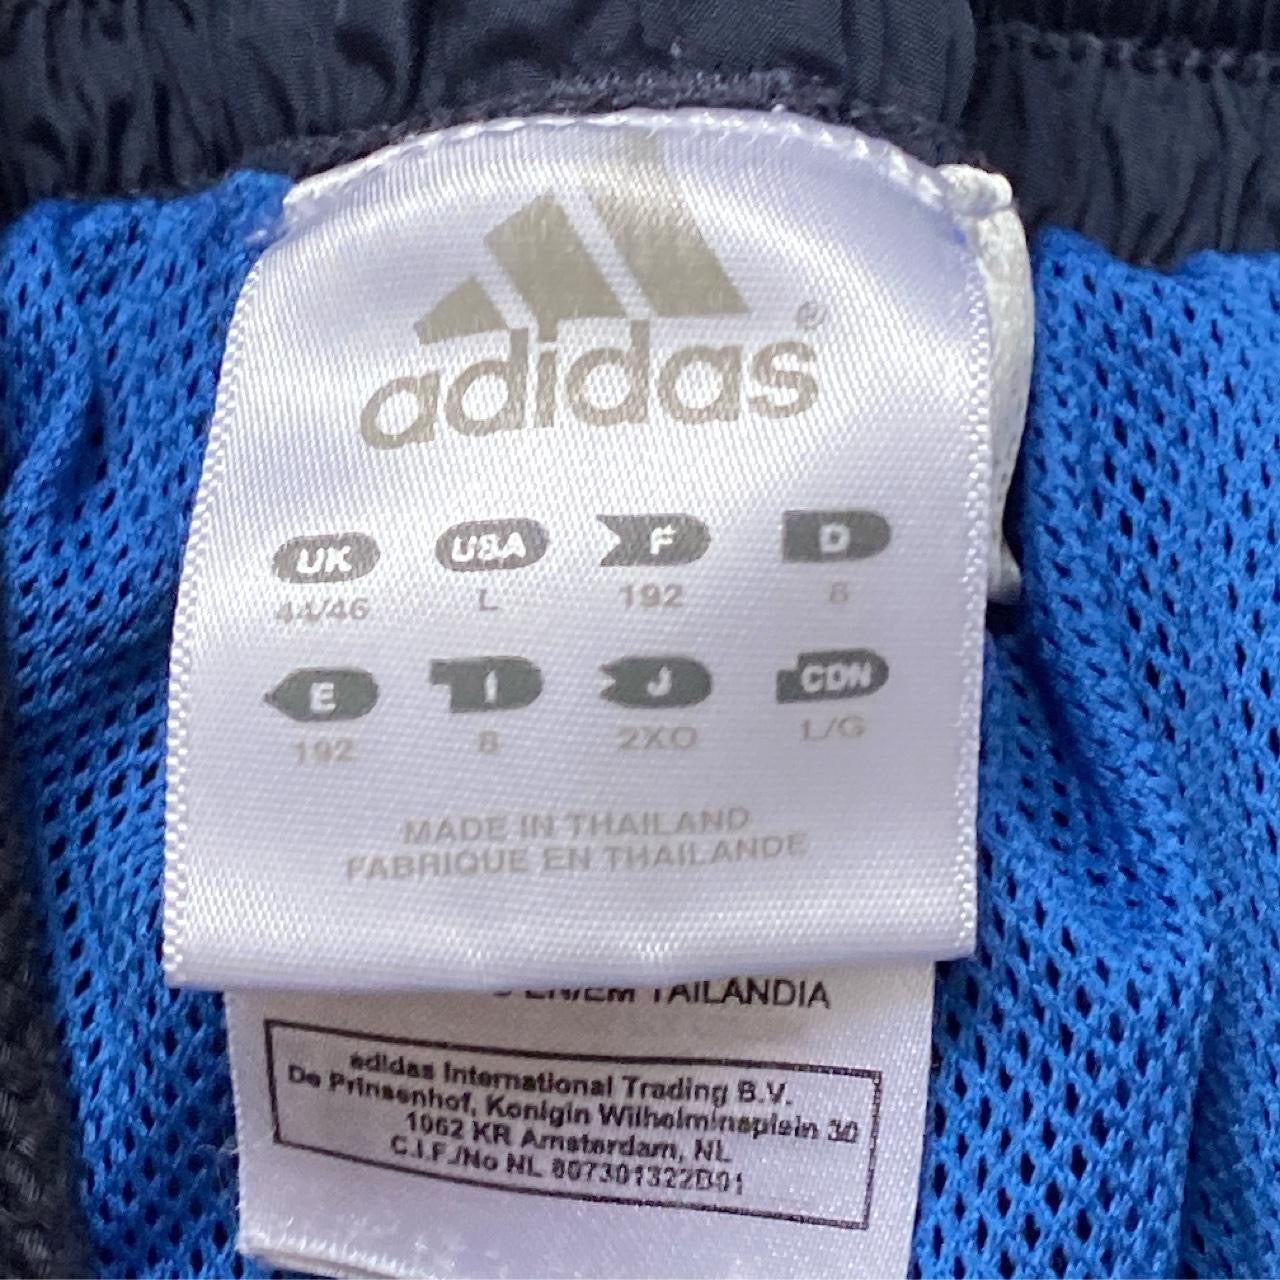 adidas®
UK USA F D
44/46 L 192 8
E I J CDN
192 8 2XO L/G
MADE IN THAILAND
FABRIQUE EN THAILANDE
EN/EM TAILANDIA
adidas International Trading B.V.
De Prinsenhof, Konigin Wilhelminaplein 30
1062 KR Amsterdam, NL
C.I.F./No NL 807301322B01